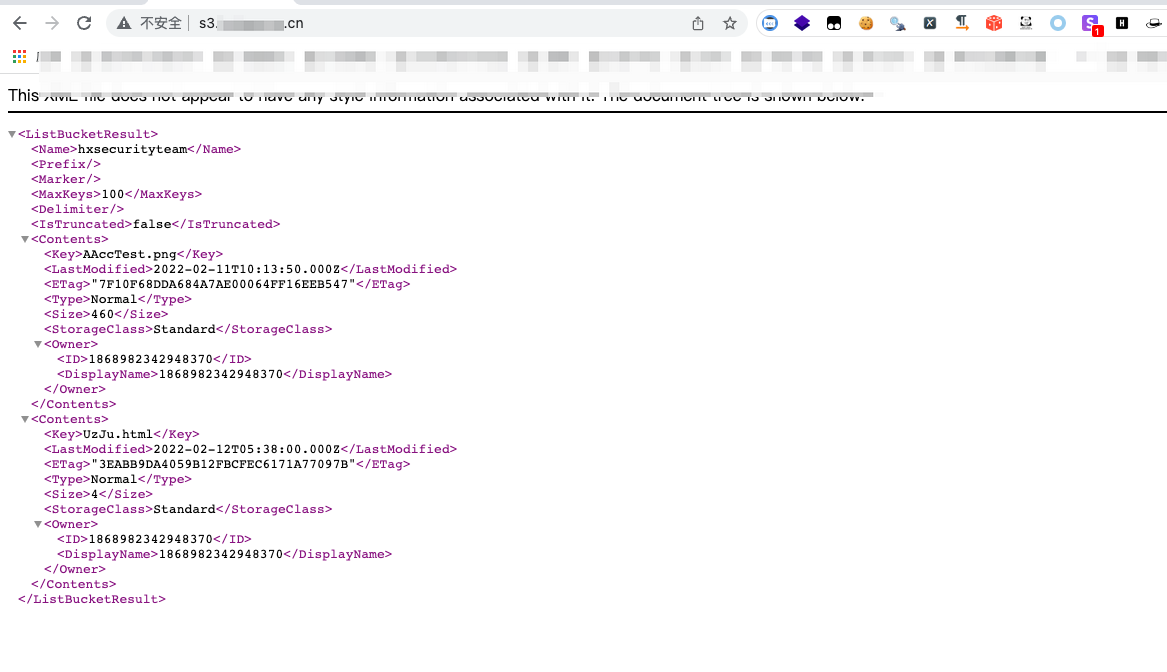 不安全 s3. .cn
1
H
This XML file does not appear to have any style information associated with it. The document tree is shown below.
<ListBucketResult>
<Name>hxsecurityteam</Name>
<Prefix/>
<Marker/>
<MaxKeys>100</MaxKeys>
<Delimiter/>
<IsTruncated>false</IsTruncated>
<Contents>
<Key>AAccTest.png</Key>
<LastModified>2022-02-11T10:13:50.000Z</LastModified>
<ETag>"7F10F68DDA684A7AE00064FF16EEB547"</ETag>
<Type>Normal</Type>
<Size>460</Size>
<StorageClass>Standard</StorageClass>
<Owner>
<ID>1868982342948370</ID>
<DisplayName>1868982342948370</DisplayName>
</Owner>
</Contents>
<Contents>
<Key>UzJu.html</Key>
<LastModified>2022-02-12T05:38:00.000Z</LastModified>
<ETag>"3EABB9DA4059B12FBCFEC6171A77097B"</ETag>
<Type>Normal</Type>
<Size>4</Size>
<StorageClass>Standard</StorageClass>
<Owner>
<ID>1868982342948370</ID>
<DisplayName>1868982342948370</DisplayName>
</Owner>
</Contents>
</ListBucketResult>